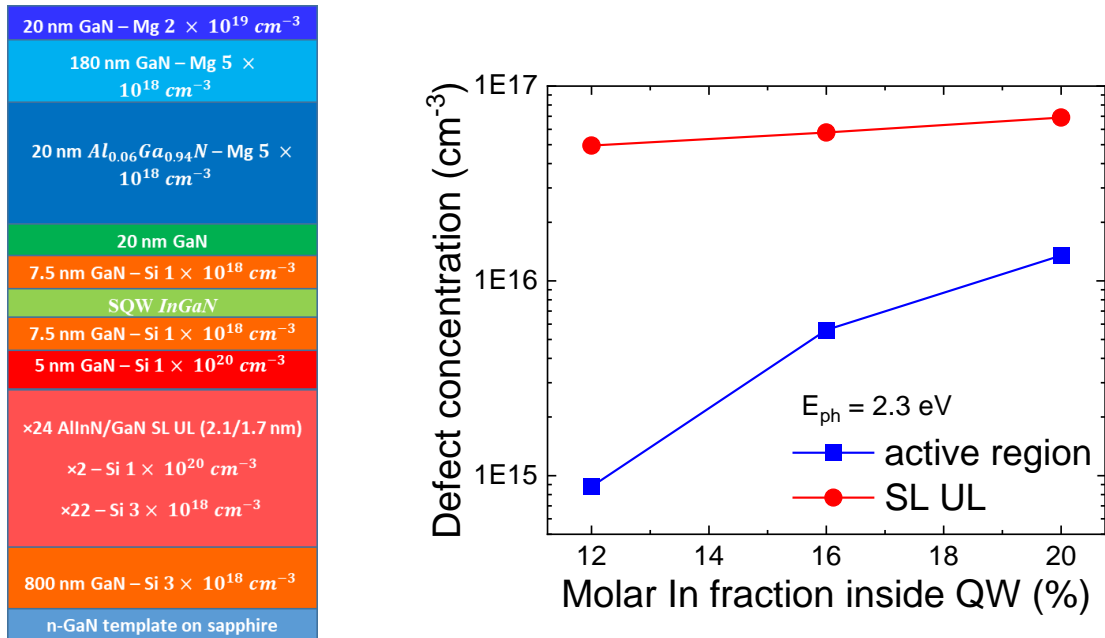 20 nm GaN – Mg 2 × 10^19 cm^−3
180 nm GaN – Mg 5 ×
10^18 cm^−3
20 nm Al_0.06Ga_0.94N – Mg 5 ×
10^18 cm^−3
20 nm GaN
7.5 nm GaN – Si 1 × 10^18 cm^−3
SQW InGaN
7.5 nm GaN – Si 1 × 10^18 cm^−3
5 nm GaN – Si 1 × 10^20 cm^−3
×24 AlInN/GaN SL UL (2.1/1.7 nm)
×2 – Si 1 × 10^20 cm^−3
×22 – Si 3 × 10^18 cm^−3
800 nm GaN – Si 3 × 10^18 cm^−3
n-GaN template on sapphire
Defect concentration (cm^-3)
1E17
1E16
1E15
E_ph = 2.3 eV
active region
SL UL
12 14 16 18 20
Molar In fraction inside QW (%)